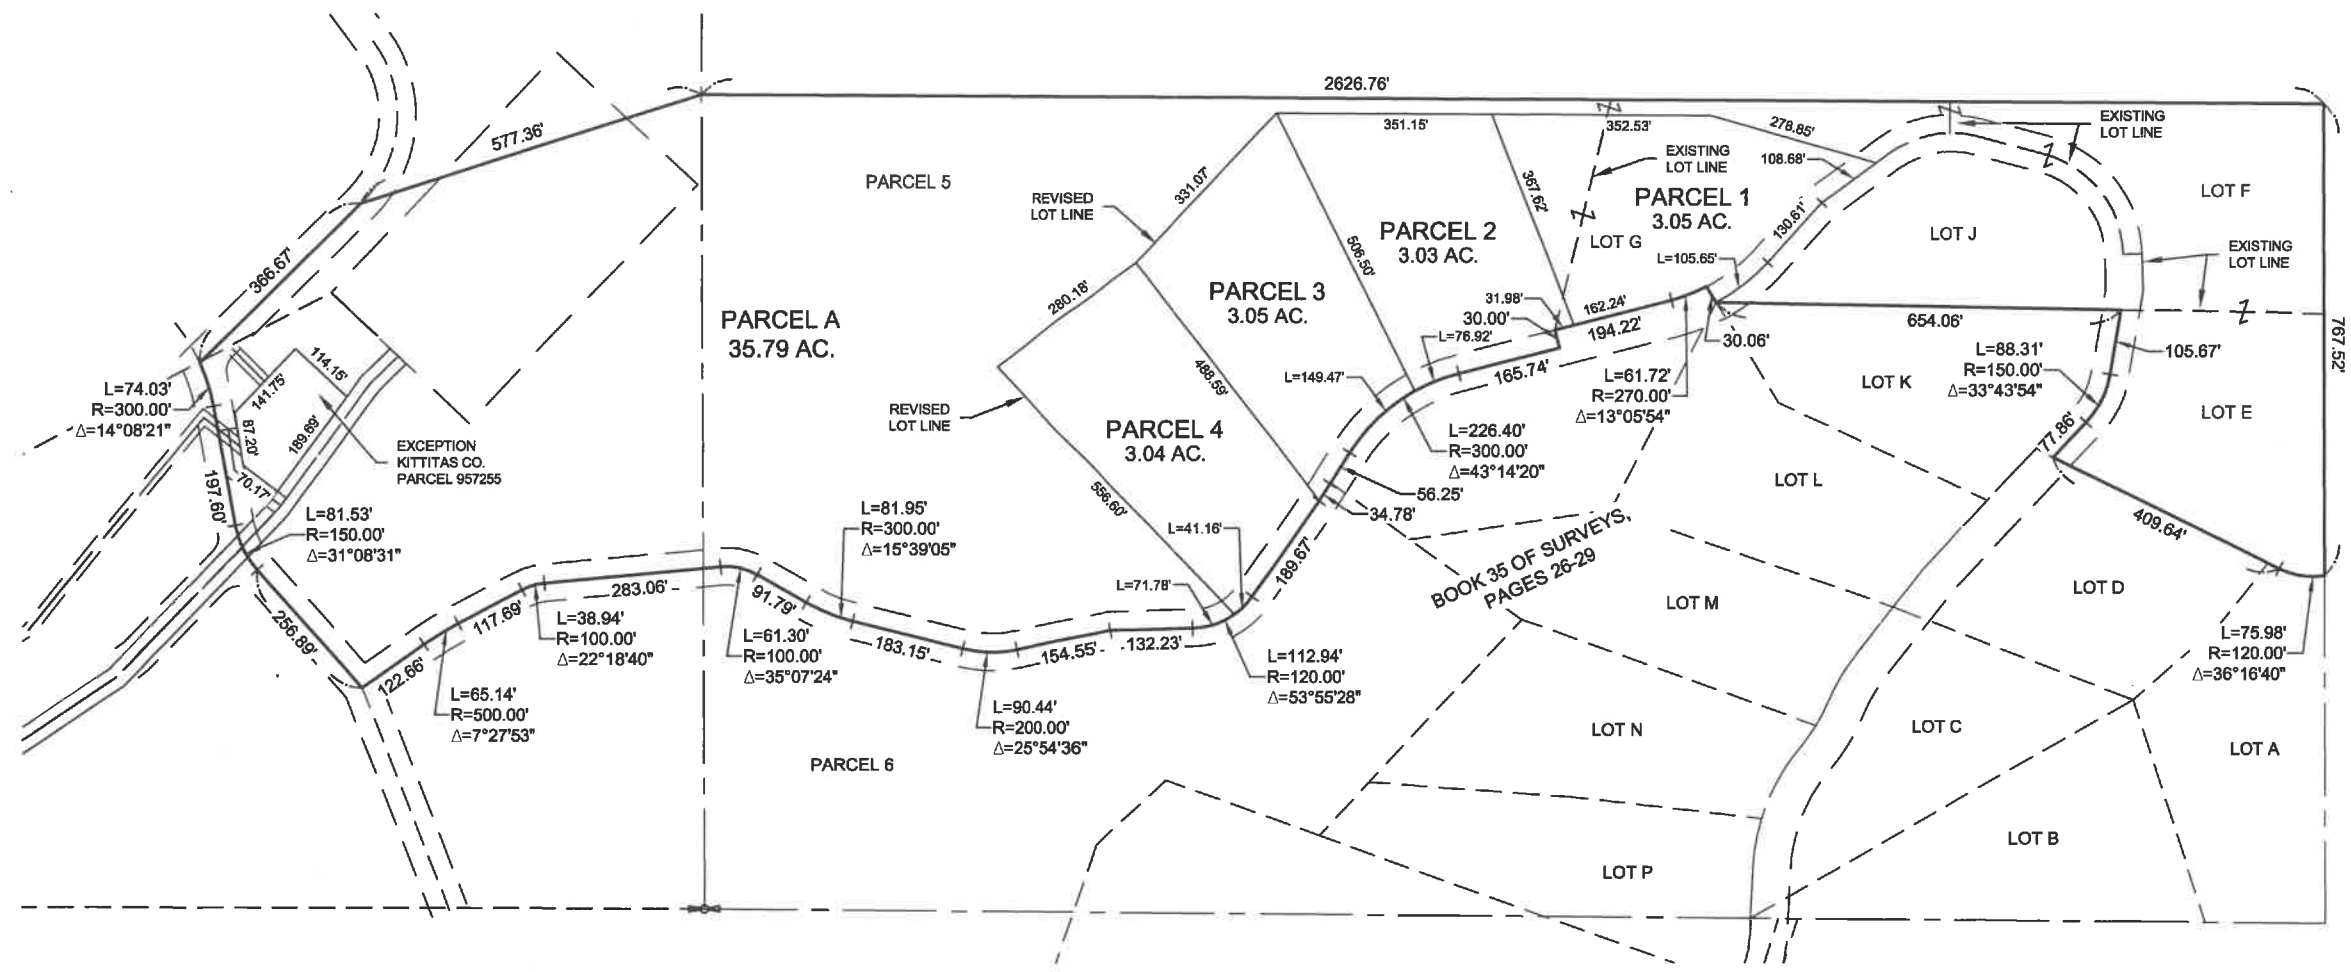 2626.76'
577.36'
366.67'
PARCEL 5
REVISED
LOT LINE
331.07'
351.15'
352.53'
278.85'
EXISTING
LOT LINE
EXISTING
LOT LINE
108.68'
130.61'
PARCEL 1
3.05 AC.
LOT G
LOT J
LOT F
EXISTING
LOT LINE
367.62'
506.50'
PARCEL 2
3.03 AC.
L=105.65'
PARCEL A
35.79 AC.
280.18'
PARCEL 3
3.05 AC.
488.59'
31.98'
30.00'
162.24'
194.22'
165.74'
30.06'
654.06'
767.52'
105.67'
L=88.31'
R=150.00'
Δ=33°43'54"
LOT K
LOT E
77.86'
L=61.72'
R=270.00'
Δ=13°05'54"
L=76.92'
L=149.47'
L=74.03'
R=300.00'
Δ=14°08'21"
114.15'
141.75'
87.20'
189.69'
70.17'
197.60'
EXCEPTION
KITTITAS CO.
PARCEL 957255
REVISED
LOT LINE
PARCEL 4
3.04 AC.
556.60'
L=226.40'
R=300.00'
Δ=43°14'20"
56.25'
34.78'
LOT L
BOOK 35 OF SURVEYS,
PAGES 26-29
409.64'
L=81.53'
R=150.00'
Δ=31°08'31"
L=81.95'
R=300.00'
Δ=15°39'05"
L=41.16'
L=71.78'
189.67'
LOT M
LOT D
256.89'
122.66'
117.69'
283.06'
91.79'
183.15'
154.55'
132.23'
L=38.94'
R=100.00'
Δ=22°18'40"
L=61.30'
R=100.00'
Δ=35°07'24"
L=65.14'
R=500.00'
Δ=7°27'53"
L=90.44'
R=200.00'
Δ=25°54'36"
L=112.94'
R=120.00'
Δ=53°55'28"
L=75.98'
R=120.00'
Δ=36°16'40"
PARCEL 6
LOT N
LOT C
LOT A
LOT B
LOT P